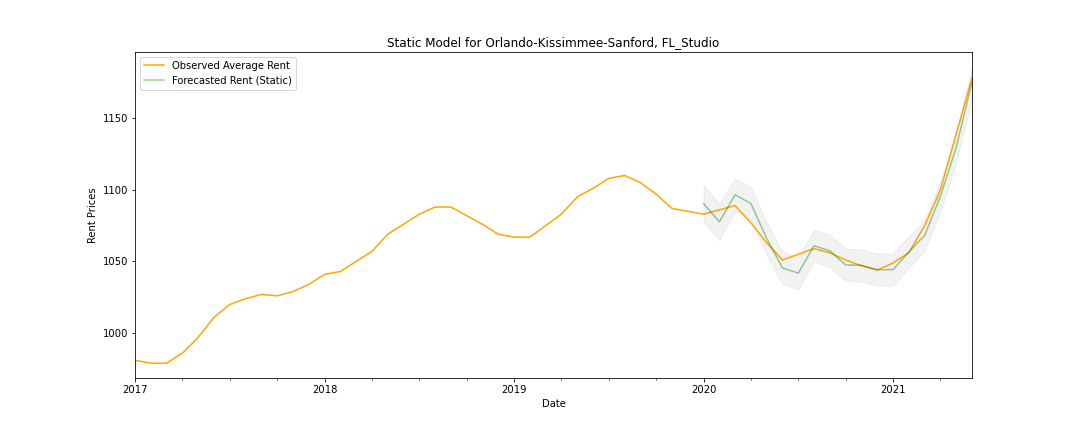 Static Model for Orlando-Kissimmee-Sanford, FL_Studio
Observed Average Rent
Forecasted Rent (Static)
1150
1100
1050
1000
Rent Prices
2017 2018 2019 2020 2021
Date